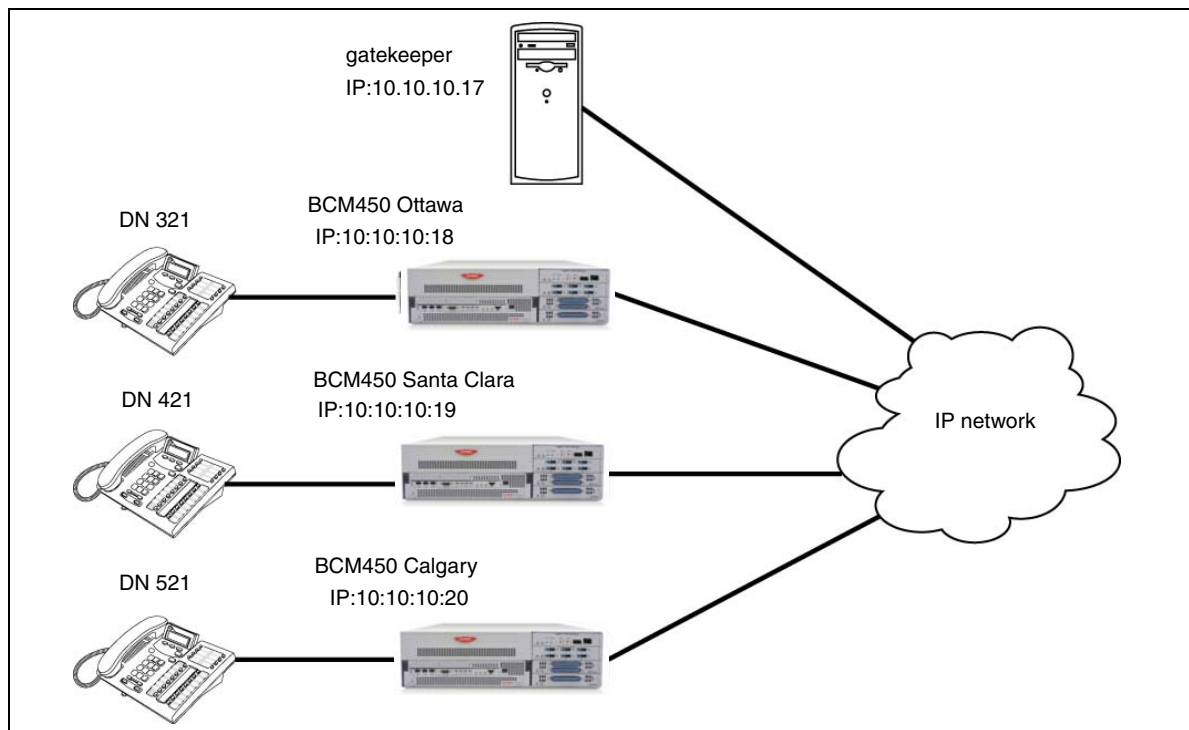 gatekeeper
IP:10.10.10.17
BCM450 Ottawa
IP:10:10:10:18
DN 321
BCM450 Santa Clara
IP:10:10:10:19
DN 421
IP network
BCM450 Calgary
IP:10:10:10:20
DN 521